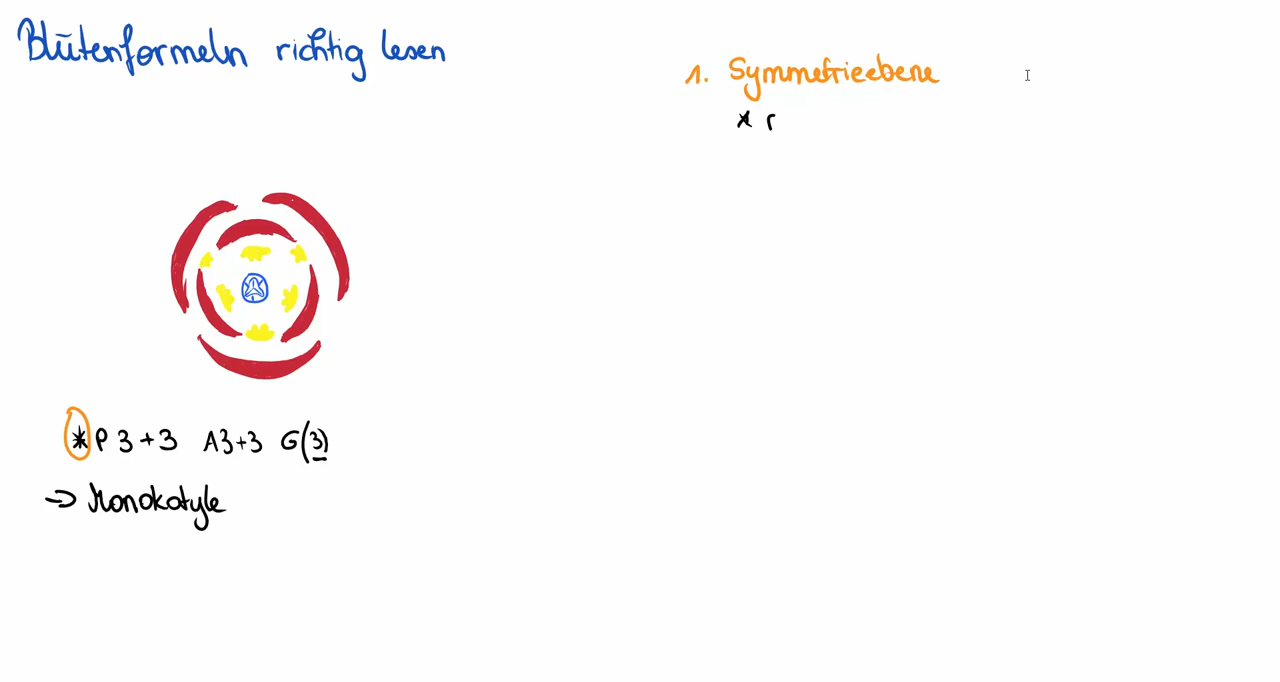 Blütenformeln richtig lesen
1. Symmetrieebene
* r
* P 3 + 3 A3+3 G(3)
-> Monokotyle